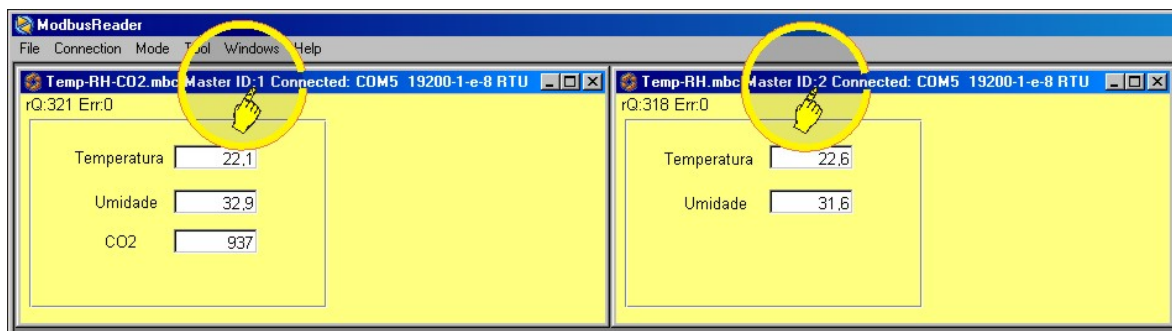 ModbusReader
File Connection Mode Tool Windows Help
Temp-RH-CO2.mbc Master ID:1 Connected: COM5 19200-1-e-8 RTU
rQ:321 Err:0
Temperatura 22,1
Umidade 32,9
CO2 937
Temp-RH.mbc Master ID:2 Connected: COM5 19200-1-e-8 RTU
rQ:318 Err:0
Temperatura 22,6
Umidade 31,6